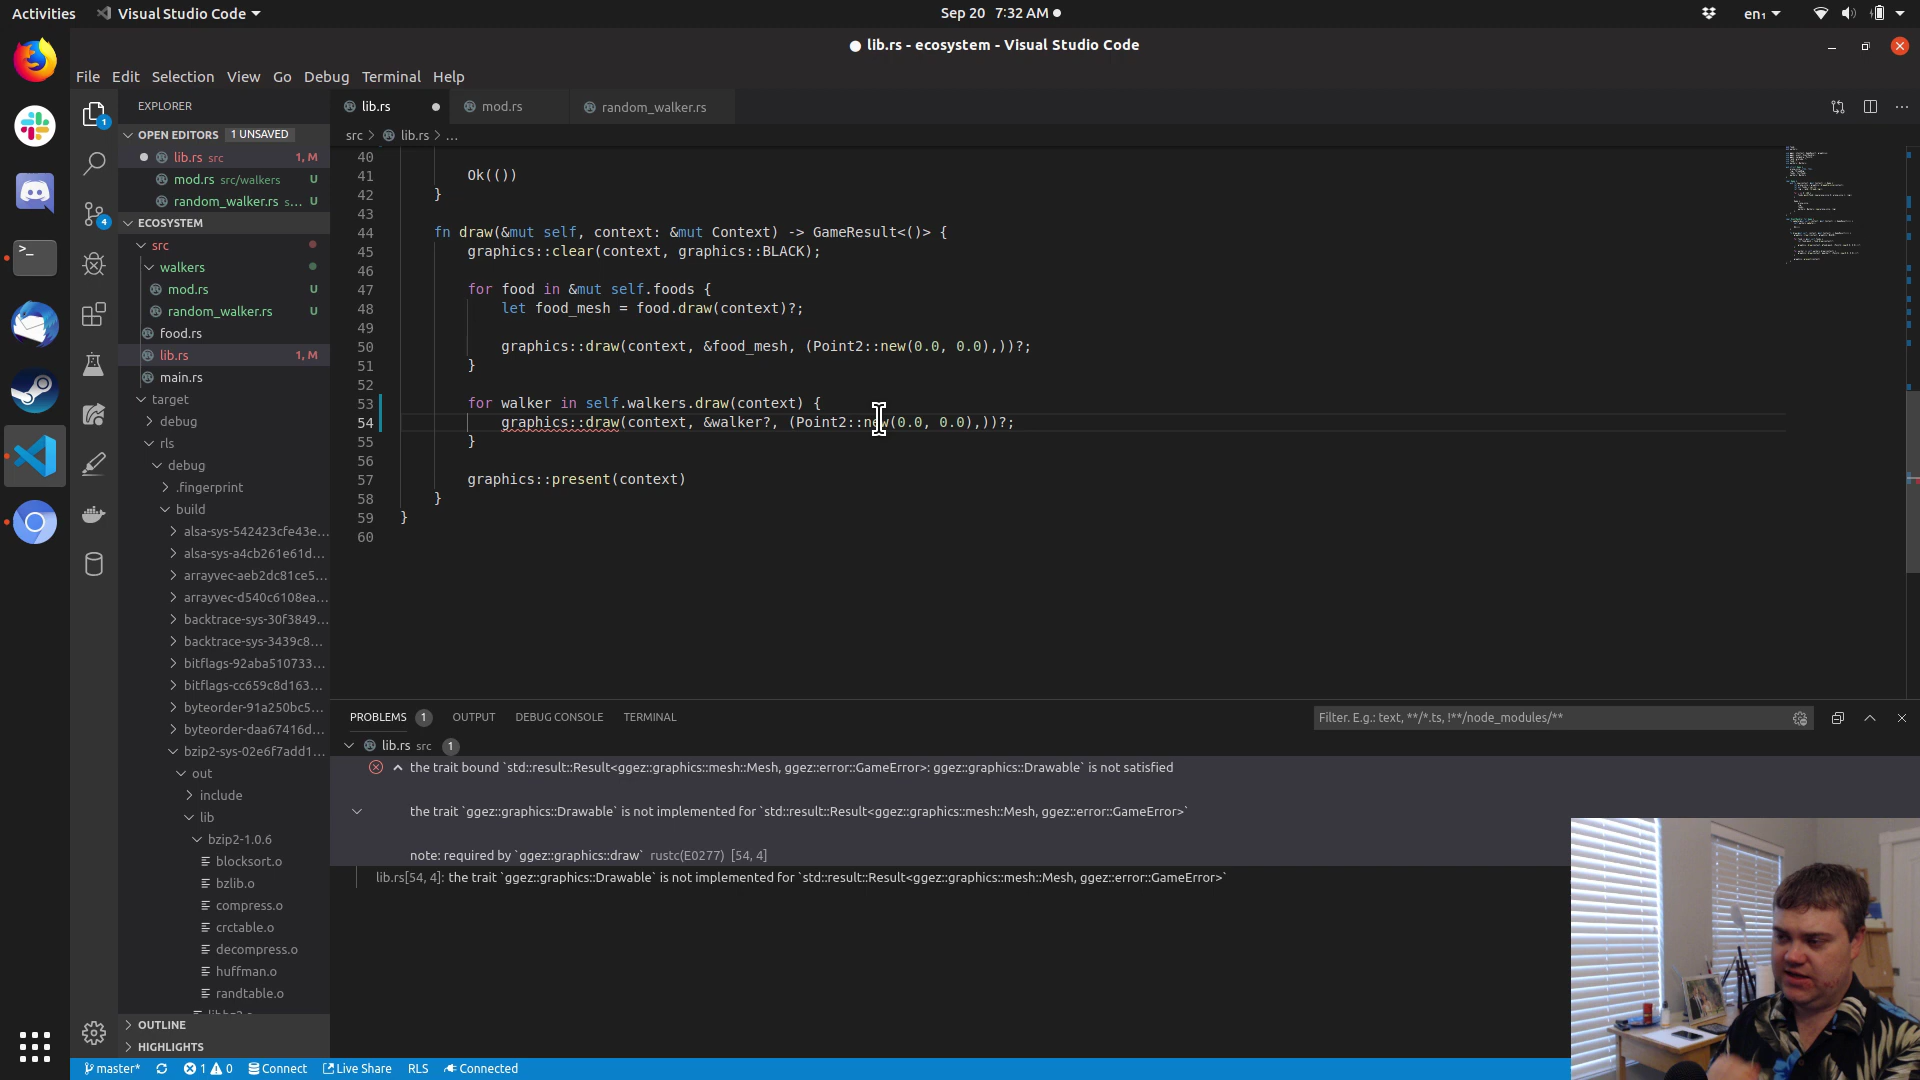 Activities
Visual Studio Code
Sep 20 7:32 AM
en₁
lib.rs - ecosystem - Visual Studio Code
File Edit Selection View Go Debug Terminal Help
EXPLORER
OPEN EDITORS 1 UNSAVED
lib.rs src 1, M
mod.rs src/walkers U
random_walker.rs s... U
ECOSYSTEM
src
walkers
mod.rs U
random_walker.rs U
food.rs
lib.rs 1, M
main.rs
target
debug
rls
debug
.fingerprint
build
alsa-sys-542423cfe43e...
alsa-sys-a4cb261e61d...
arrayvec-aeb2dc81ce5...
arrayvec-d540c6108ea...
backtrace-sys-30f3849...
backtrace-sys-3439c8...
bitflags-92aba510733...
bitflags-cc659c8d163...
byteorder-91a250bc5...
byteorder-daa67416d...
bzip2-sys-02e6f7add1...
out
include
lib
bzip2-1.0.6
blocksort.o
bzlib.o
compress.o
crctable.o
decompress.o
huffman.o
randtable.o
OUTLINE
HIGHLIGHTS
1
4
lib.rs
mod.rs
random_walker.rs
src > lib.rs > ...
40
41 Ok(())
42 }
43
44 fn draw(&mut self, context: &mut Context) -> GameResult<()> {
45 graphics::clear(context, graphics::BLACK);
46
47 for food in &mut self.foods {
48 let food_mesh = food.draw(context)?;
49
50 graphics::draw(context, &food_mesh, (Point2::new(0.0, 0.0),))?;
51 }
52
53 for walker in self.walkers.draw(context) {
54 graphics::draw(context, &walker?, (Point2::new(0.0, 0.0),))?;
55 }
56
57 graphics::present(context)
58 }
59 }
60
PROBLEMS 1 OUTPUT DEBUG CONSOLE TERMINAL
Filter. E.g.: text, **/*.ts, !**/node_modules/**
lib.rs src 1
the trait bound `std::result::Result<ggez::graphics::mesh::Mesh, ggez::error::GameError>: ggez::graphics::Drawable` is not satisfied
the trait `ggez::graphics::Drawable` is not implemented for `std::result::Result<ggez::graphics::mesh::Mesh, ggez::error::GameError>`
note: required by `ggez::graphics::draw` rustc(E0277) [54, 4]
lib.rs[54, 4]: the trait `ggez::graphics::Drawable` is not implemented for `std::result::Result<ggez::graphics::mesh::Mesh, ggez::error::GameError>`
master* 1 0 Connect Live Share RLS Connected